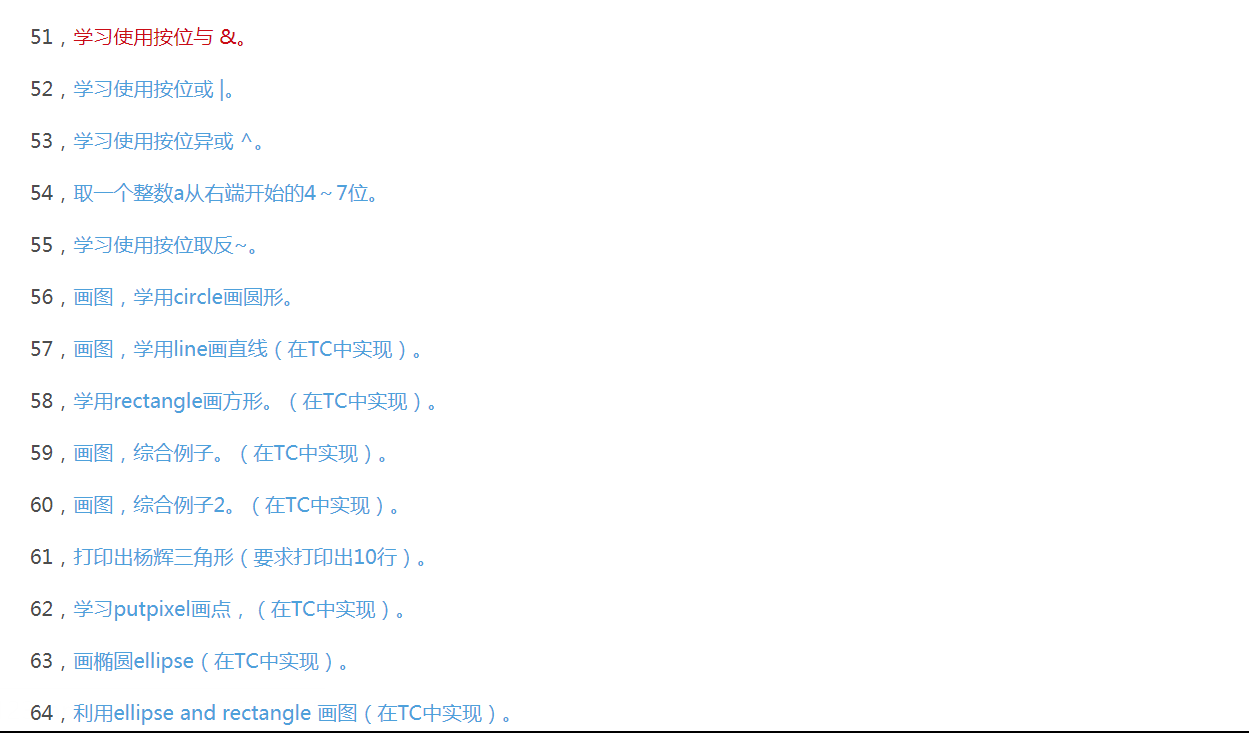 51，学习使用按位与 &。
52，学习使用按位或 |。
53，学习使用按位异或 ^。
54，取一个整数a从右端开始的4～7位。
55，学习使用按位取反~。
56，画图，学用circle画圆形。
57，画图，学用line画直线（在TC中实现）。
58，学用rectangle画方形。（在TC中实现）。
59，画图，综合例子。（在TC中实现）。
60，画图，综合例子2。（在TC中实现）。
61，打印出杨辉三角形（要求打印出10行）。
62，学习putpixel画点，（在TC中实现）。
63，画椭圆ellipse（在TC中实现）。
64，利用ellipse and rectangle 画图（在TC中实现）。